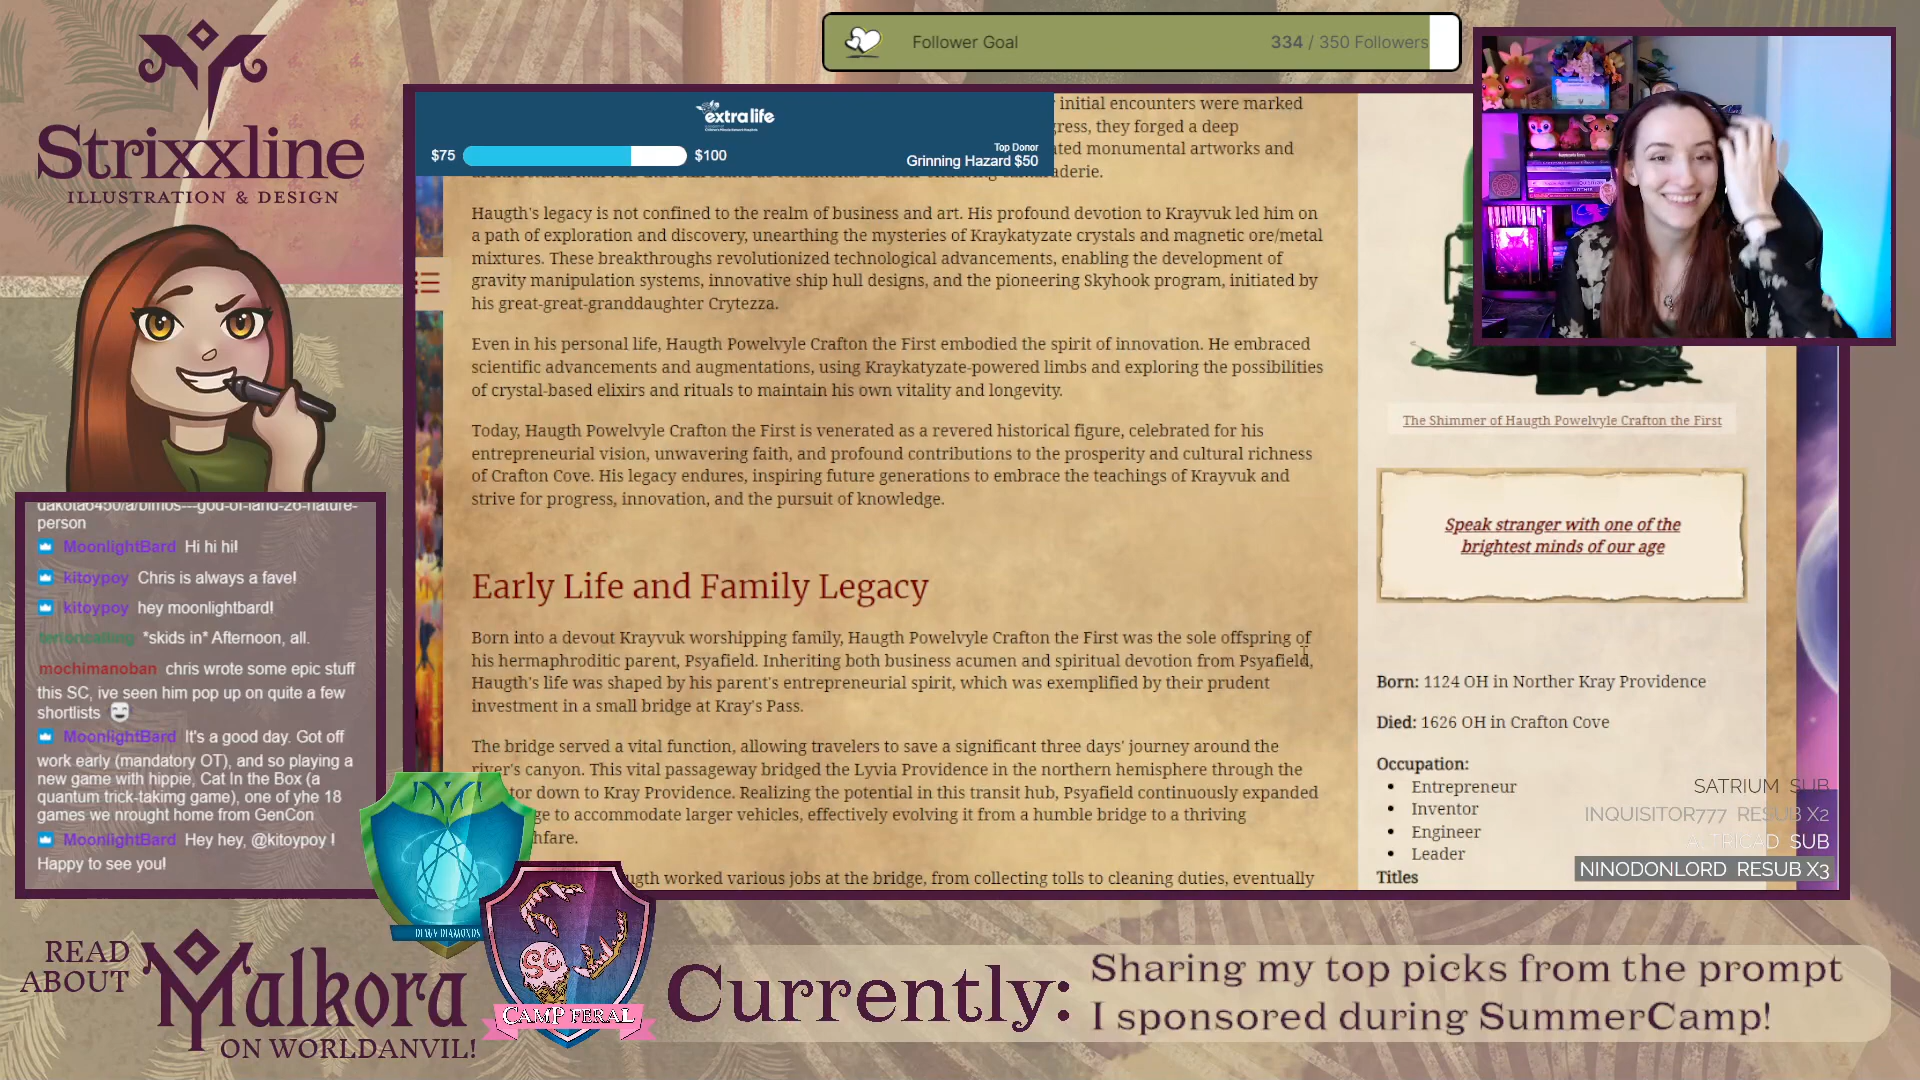 Strixxline
ILLUSTRATION & DESIGN
Follower Goal
334 / 350 Followers
extralife
$75
$100
Top Donor
Grinning Hazard $50
initial encounters were marked
gress, they forged a deep
ated monumental artworks and
aderie.
Haugth's legacy is not confined to the realm of business and art. His profound devotion to Krayvuk led him on
a path of exploration and discovery, unearthing the mysteries of Kraykatyzate crystals and magnetic ore/metal
mixtures. These breakthroughs revolutionized technological advancements, enabling the development of
gravity manipulation systems, innovative ship hull designs, and the pioneering Skyhook program, initiated by
his great-great-granddaughter Crytezza.
Even in his personal life, Haugth Powelvyle Crafton the First embodied the spirit of innovation. He embraced
scientific advancements and augmentations, using Kraykatyzate-powered limbs and exploring the possibilities
of crystal-based elixirs and rituals to maintain his own vitality and longevity.
Today, Haugth Powelvyle Crafton the First is venerated as a revered historical figure, celebrated for his
entrepreneurial vision, unwavering faith, and profound contributions to the prosperity and cultural richness
of Crafton Cove. His legacy endures, inspiring future generations to embrace the teachings of Krayvuk and
strive for progress, innovation, and the pursuit of knowledge.
Early Life and Family Legacy
Born into a devout Krayvuk worshipping family, Haugth Powelvyle Crafton the First was the sole offspring of
his hermaphroditic parent, Psyafield. Inheriting both business acumen and spiritual devotion from Psyafield,
Haugth's life was shaped by his parent's entrepreneurial spirit, which was exemplified by their prudent
investment in a small bridge at Kray's Pass.
The bridge served a vital function, allowing travelers to save a significant three days' journey around the
river's canyon. This vital passageway bridged the Lyvia Providence in the northern hemisphere through the
tor down to Kray Providence. Realizing the potential in this transit hub, Psyafield continuously expanded
ge to accommodate larger vehicles, effectively evolving it from a humble bridge to a thriving
hfare.
ugth worked various jobs at the bridge, from collecting tolls to cleaning duties, eventually
The Shimmer of Haugth Powelvyle Crafton the First
Speak stranger with one of the
brightest minds of our age
Born: 1124 OH in Norther Kray Providence
Died: 1626 OH in Crafton Cove
Occupation:
Entrepreneur
Inventor
Engineer
Leader
Titles
SATRIUM SUB
INQUISITOR777 RESUB X2
SUB
NINODONLORD RESUB X3
dakota6450/a/bimos---god-of-land-26-nature-
person
MoonlightBard Hi hi hi!
kitoypoy Chris is always a fave!
kitoypoy hey moonlightbard!
*skids in* Afternoon, all.
mochimanoban chris wrote some epic stuff
this SC, ive seen him pop up on quite a few
shortlists
MoonlightBard It's a good day. Got off
work early (mandatory OT), and so playing a
new game with hippie, Cat In the Box (a
quantum trick-takimg game), one of yhe 18
games we nrought home from GenCon
MoonlightBard Hey hey, @kitoypoy !
Happy to see you!
DEWY DIAMONDS
SC
CAMP FERAL
READ
ABOUT
Malkora
ON WORLDANVIL!
Currently:
Sharing my top picks from the prompt
I sponsored during SummerCamp!